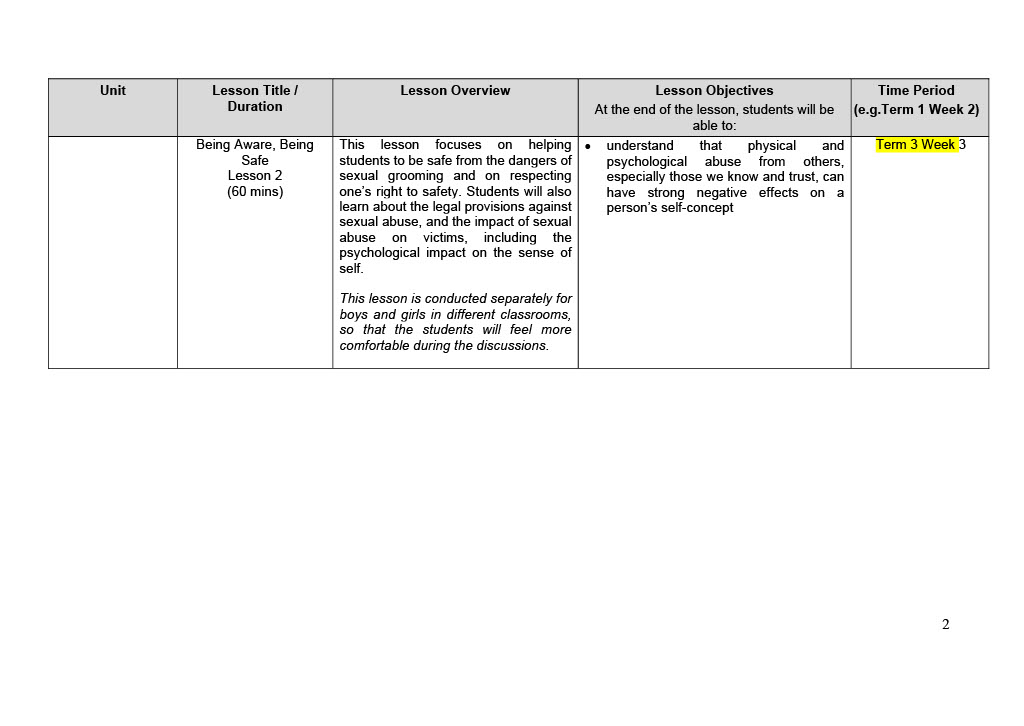 Unit
Lesson Title /
Duration
Lesson Overview
Lesson Objectives
At the end of the lesson, students will be
able to:
Time Period
(e.g.Term 1 Week 2)
Being Aware, Being
Safe
Lesson 2
(60 mins)
This lesson focuses on helping
students to be safe from the dangers of
sexual grooming and on respecting
one’s right to safety. Students will also
learn about the legal provisions against
sexual abuse, and the impact of sexual
abuse on victims, including the
psychological impact on the sense of
self.
This lesson is conducted separately for
boys and girls in different classrooms,
so that the students will feel more
comfortable during the discussions.
• understand that physical and
psychological abuse from others,
especially those we know and trust, can
have strong negative effects on a
person’s self-concept
Term 3 Week 3
2